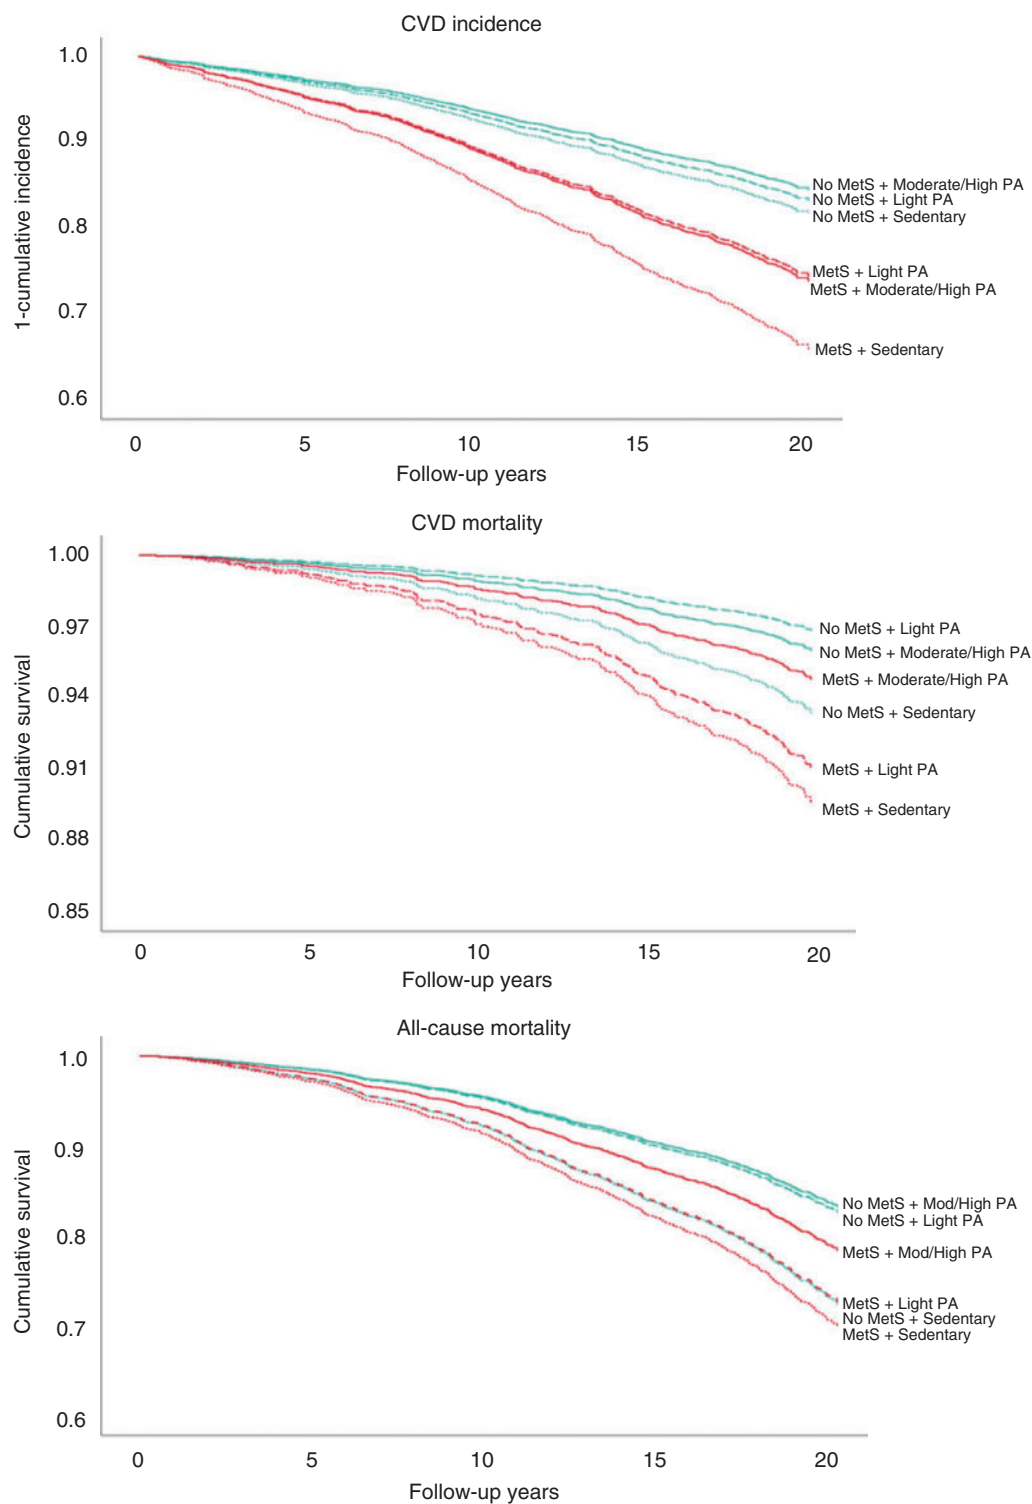 CVD incidence
1.0
0.9
0.8
0.7
0.6
1-cumulative incidence
No MetS + Moderate/High PA
No MetS + Light PA
No MetS + Sedentary
MetS + Light PA
MetS + Moderate/High PA
MetS + Sedentary
0 5 10 15 20
Follow-up years
CVD mortality
1.00
0.97
0.94
0.91
0.88
0.85
Cumulative survival
No MetS + Light PA
No MetS + Moderate/High PA
MetS + Moderate/High PA
No MetS + Sedentary
MetS + Light PA
MetS + Sedentary
0 5 10 15 20
Follow-up years
All-cause mortality
1.0
0.9
0.8
0.7
0.6
Cumulative survival
No MetS + Mod/High PA
No MetS + Light PA
MetS + Mod/High PA
MetS + Light PA
No MetS + Sedentary
MetS + Sedentary
0 5 10 15 20
Follow-up years